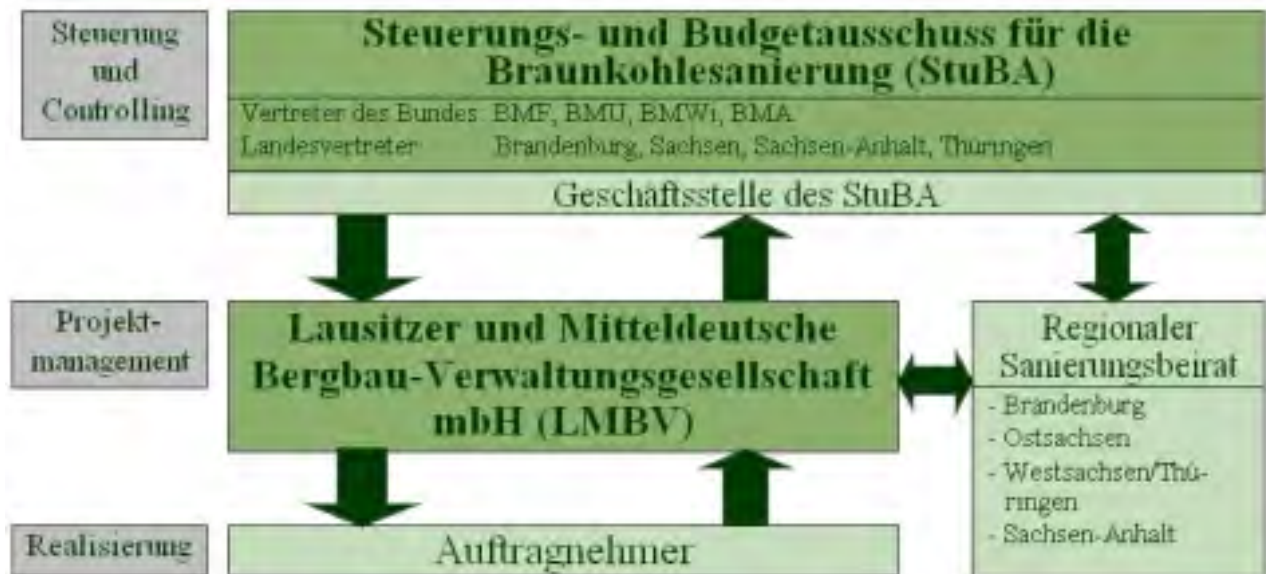 Steuerung
und
Controlling
Steuerungs- und Budgetausschuss für die
Braunkohlesanierung (StuBA)
Vertreter des Bundes: BMF, BMU, BMWi, BMA
Landesvertreter Brandenburg, Sachsen, Sachsen-Anhalt, Thüringen
Geschäftsstelle des StuBA
Projekt-
management
Lausitzer und Mitteldeutsche
Bergbau-Verwaltungsgesellschaft
mbH (LMBV)
Regionaler
Sanierungsbeirat
- Brandenburg
- Ostsachsen
- Westsachsen/Thü-
ringen
- Sachsen-Anhalt
Realisierung
Auftragnehmer